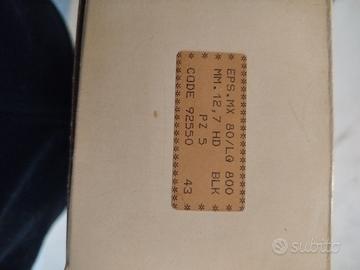 ********************
EPS.MX 80/LQ 800
MM.12,7 HD BLK
PZ 5
CODE 92550 43
********************
subito